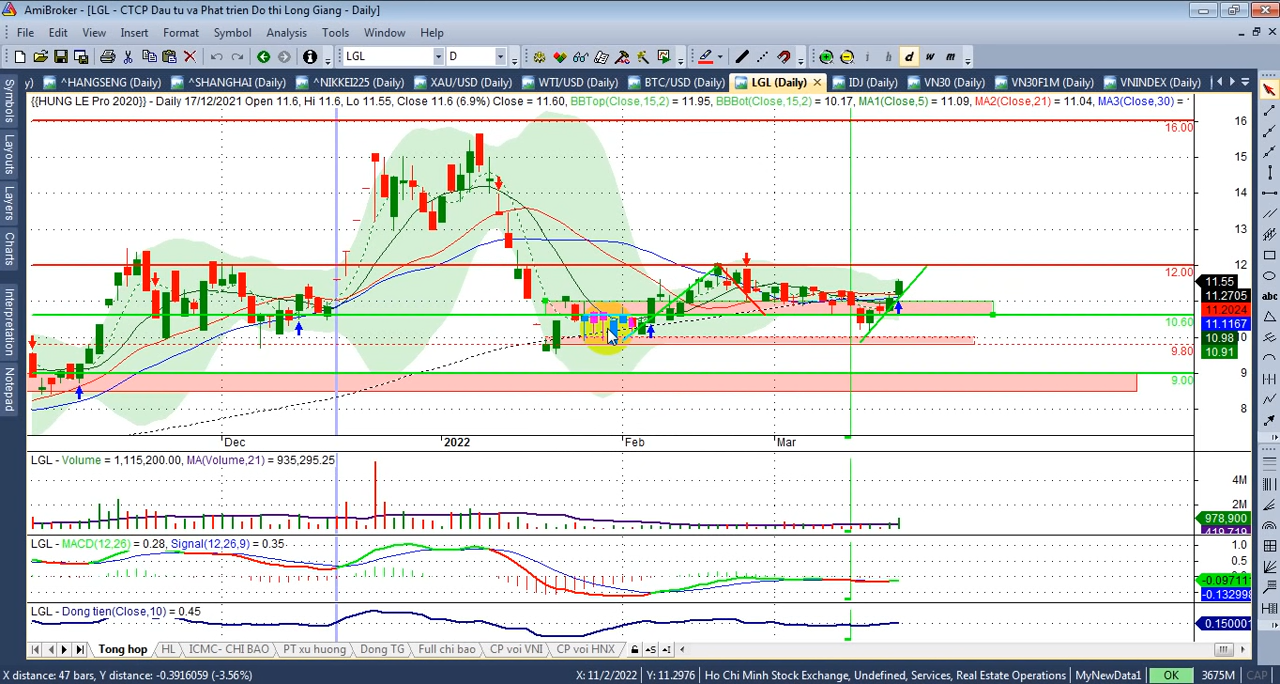 AmiBroker - [LGL - CTCP Dau tu va Phat trien Do thi Long Giang - Daily]
File Edit View Insert Format Symbol Analysis Tools Window Help
LGL D d w m
^HANGSENG (Daily) ^SHANGHAI (Daily) ^NIKKEI225 (Daily) XAU/USD (Daily) WTI/USD (Daily) BTC/USD (Daily) LGL (Daily) IDJ (Daily) VN30 (Daily) VN30F1M (Daily) VNINDEX (Daily)
Symbols
Layouts
Layers
Charts
Interpretation
Notepad
{{HUNG LE Pro 2020}} - Daily 17/12/2021 Open 11.6, Hi 11.6, Lo 11.55, Close 11.6 (6.9%) Close = 11.60, BBTop(Close,15,2) = 11.95, BBBot(Close,15,2) = 10.17, MA1(Close,5) = 11.09, MA2(Close,21) = 11.04, MA3(Close,30) =
16.00
12.00
10.60
9.80
9.00
16
15
14
13
12
11.55
11.2705
11.2024
11.1167
10.98
10.91
10
9
8
Dec 2022 Feb Mar
LGL - Volume = 1,115,200.00, MA(Volume,21) = 935,295.25
4M
2M
978,900
LGL - MACD(12,26) = 0.28, Signal(12,26,9) = 0.35
1.0
0.5
-0.09711
-0.132998
LGL - Dong tien(Close,10) = 0.45
0.150001
abc
Tong hop HL ICMC- CHI BAO PT xu huong Dong TG Full chi bao CP voi VNI CP voi HNX
X distance: 47 bars, Y distance: -0.3916059 (-3.56%) X: 11/2/2022 Y: 11.2976 Ho Chi Minh Stock Exchange, Undefined, Services, Real Estate Operations MyNewData1 OK 3675M CAP